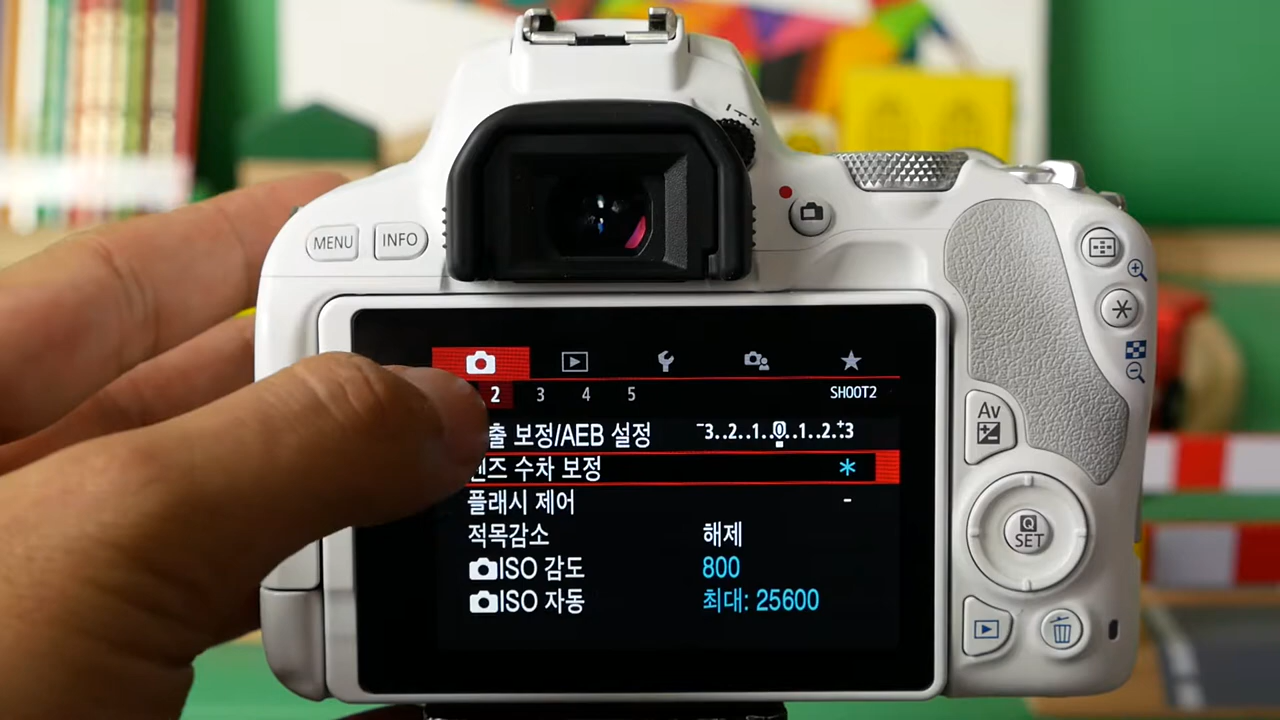 MENU INFO
2 3 4 5 SHOOT2
출 보정/AEB 설정 ⁻3..2..1..0..1..2.⁺3
수차 보정 *
플래시 제어 -
적목감소 해제
ISO 감도 800
ISO 자동 최대: 25600
Av
Q
SET